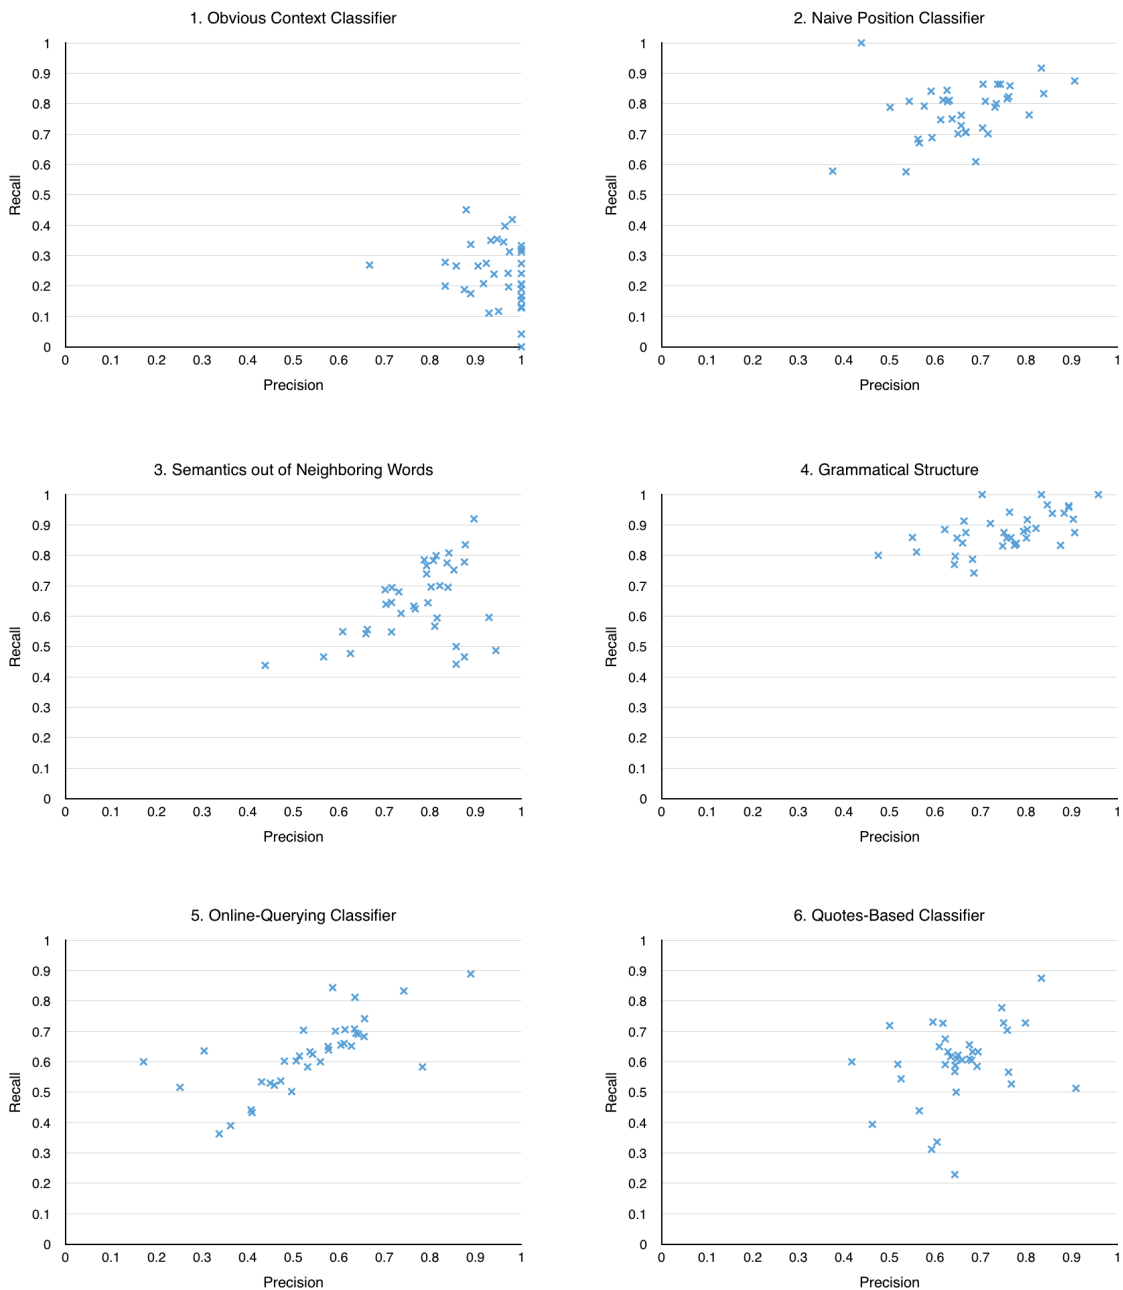 1. Obvious Context Classifier
1
0.9
0.8
0.7
0.6
0.5
0.4
0.3
0.2
0.1
0
Recall
0 0.1 0.2 0.3 0.4 0.5 0.6 0.7 0.8 0.9 1
Precision
2. Naive Position Classifier
1
0.9
0.8
0.7
0.6
0.5
0.4
0.3
0.2
0.1
0
Recall
0 0.1 0.2 0.3 0.4 0.5 0.6 0.7 0.8 0.9 1
Precision
3. Semantics out of Neighboring Words
1
0.9
0.8
0.7
0.6
0.5
0.4
0.3
0.2
0.1
0
Recall
0 0.1 0.2 0.3 0.4 0.5 0.6 0.7 0.8 0.9 1
Precision
4. Grammatical Structure
1
0.9
0.8
0.7
0.6
0.5
0.4
0.3
0.2
0.1
0
Recall
0 0.1 0.2 0.3 0.4 0.5 0.6 0.7 0.8 0.9 1
Precision
5. Online-Querying Classifier
1
0.9
0.8
0.7
0.6
0.5
0.4
0.3
0.2
0.1
0
Recall
0 0.1 0.2 0.3 0.4 0.5 0.6 0.7 0.8 0.9 1
Precision
6. Quotes-Based Classifier
1
0.9
0.8
0.7
0.6
0.5
0.4
0.3
0.2
0.1
0
Recall
0 0.1 0.2 0.3 0.4 0.5 0.6 0.7 0.8 0.9 1
Precision